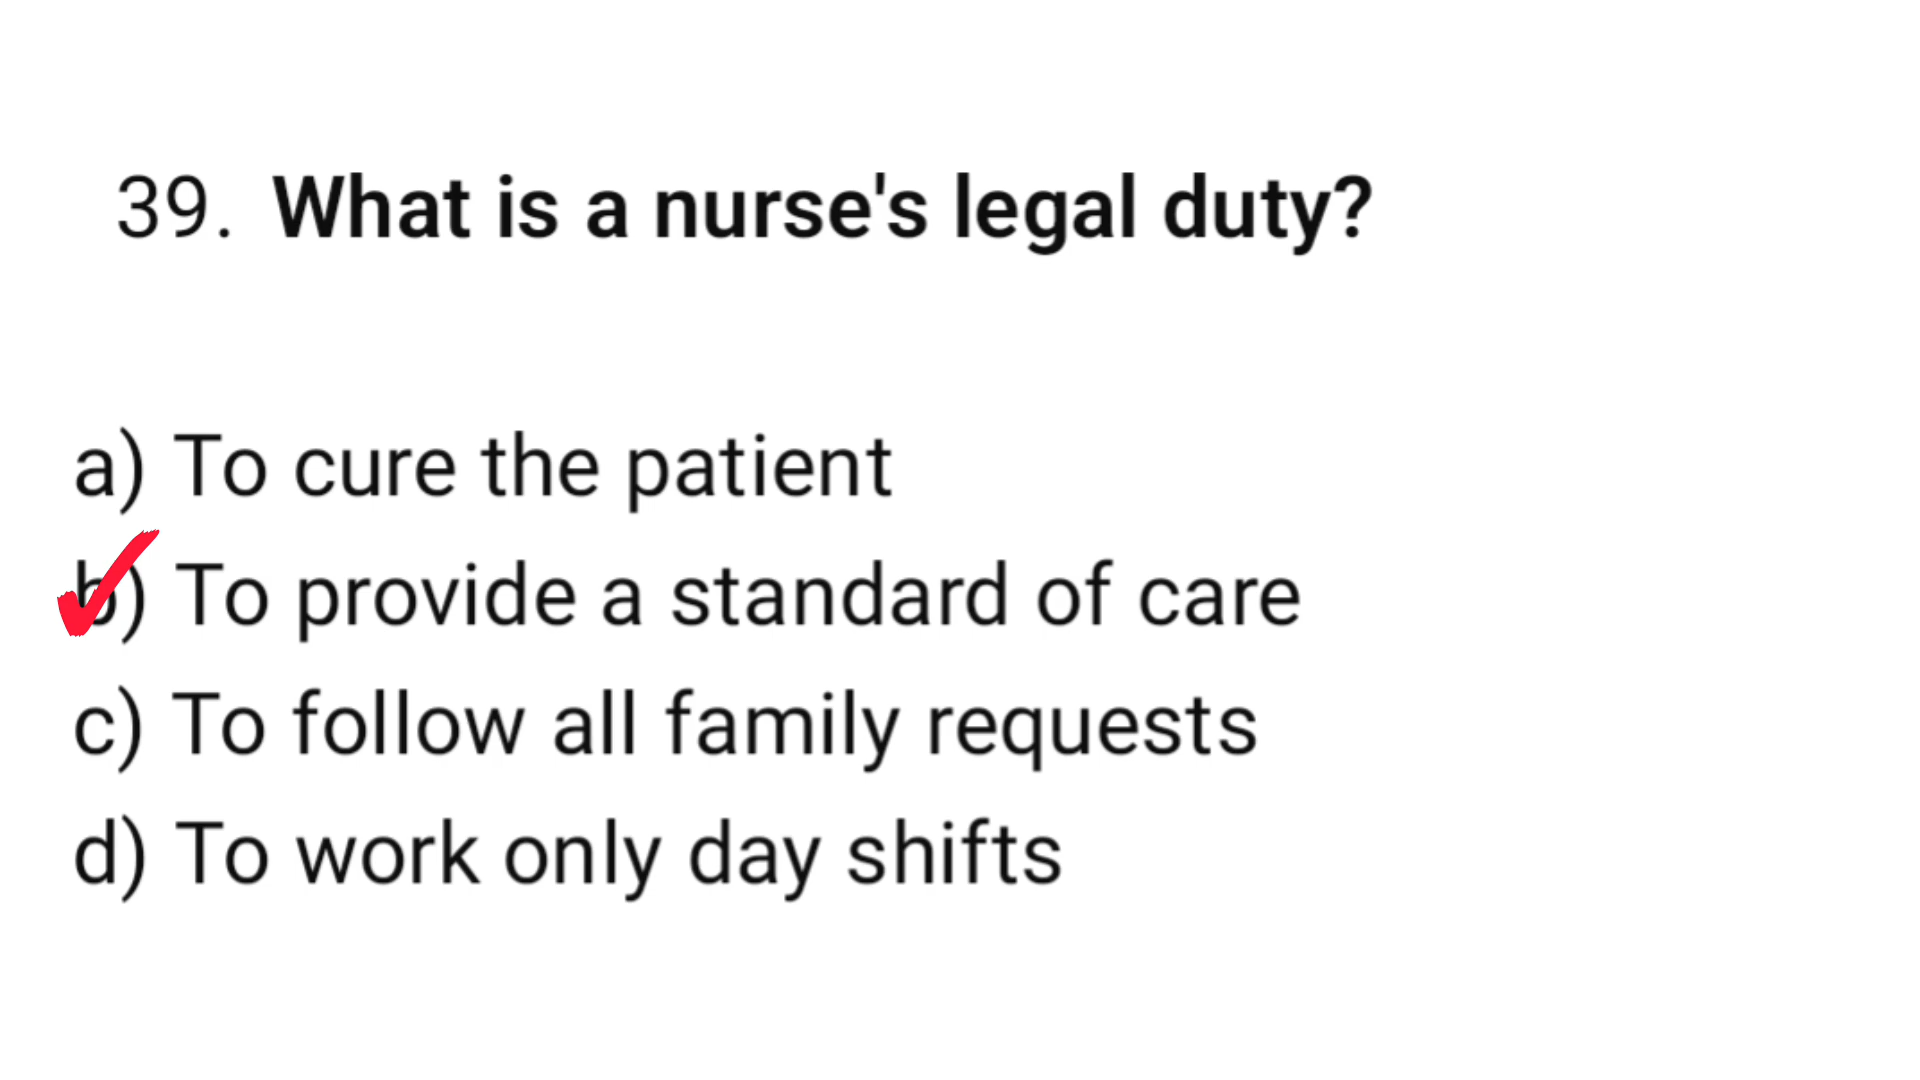 39. What is a nurse's legal duty?
a) To cure the patient
b) To provide a standard of care
c) To follow all family requests
d) To work only day shifts